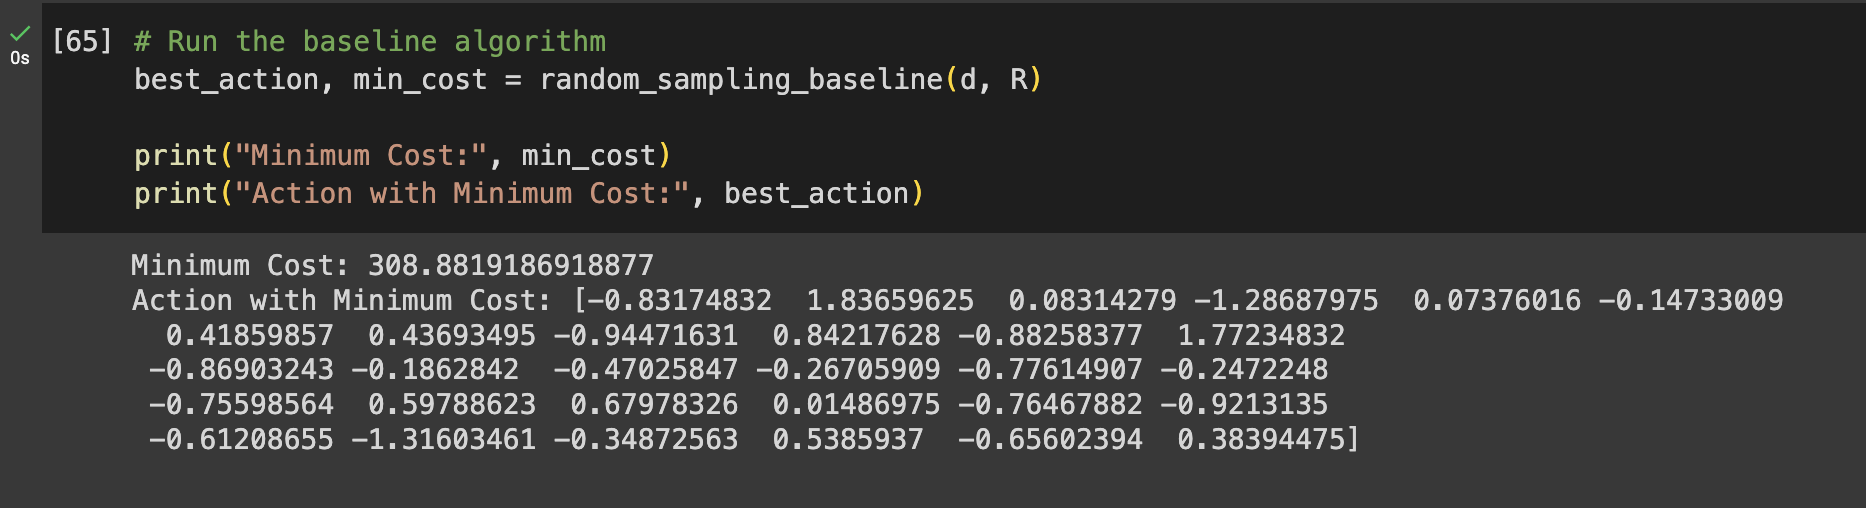 [65] # Run the baseline algorithm
0s
best_action, min_cost = random_sampling_baseline(d, R)
print("Minimum Cost:", min_cost)
print("Action with Minimum Cost:", best_action)
Minimum Cost: 308.8819186918877
Action with Minimum Cost: [-0.83174832  1.83659625  0.08314279 -1.28687975  0.07376016 -0.14733009
  0.41859857  0.43693495 -0.94471631  0.84217628 -0.88258377  1.77234832
 -0.86903243 -0.1862842  -0.47025847 -0.26705909 -0.77614907 -0.2472248
 -0.75598564  0.59788623  0.67978326  0.01486975 -0.76467882 -0.9213135
 -0.61208655 -1.31603461 -0.34872563  0.5385937  -0.65602394  0.38394475]